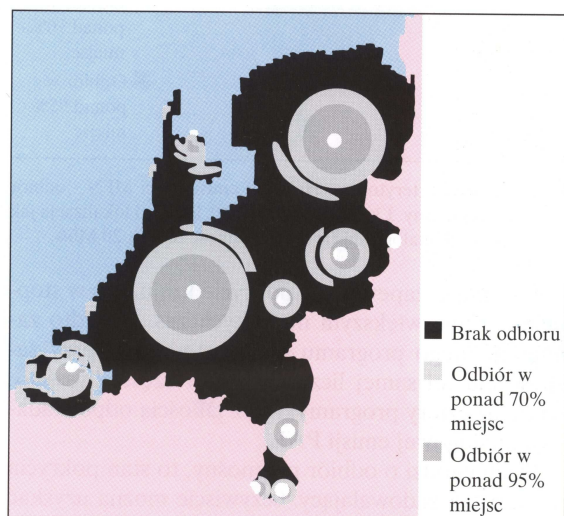 Brak odbioru
Odbiór w
ponad 70%
miejsc
Odbiór w
ponad 95%
miejsc